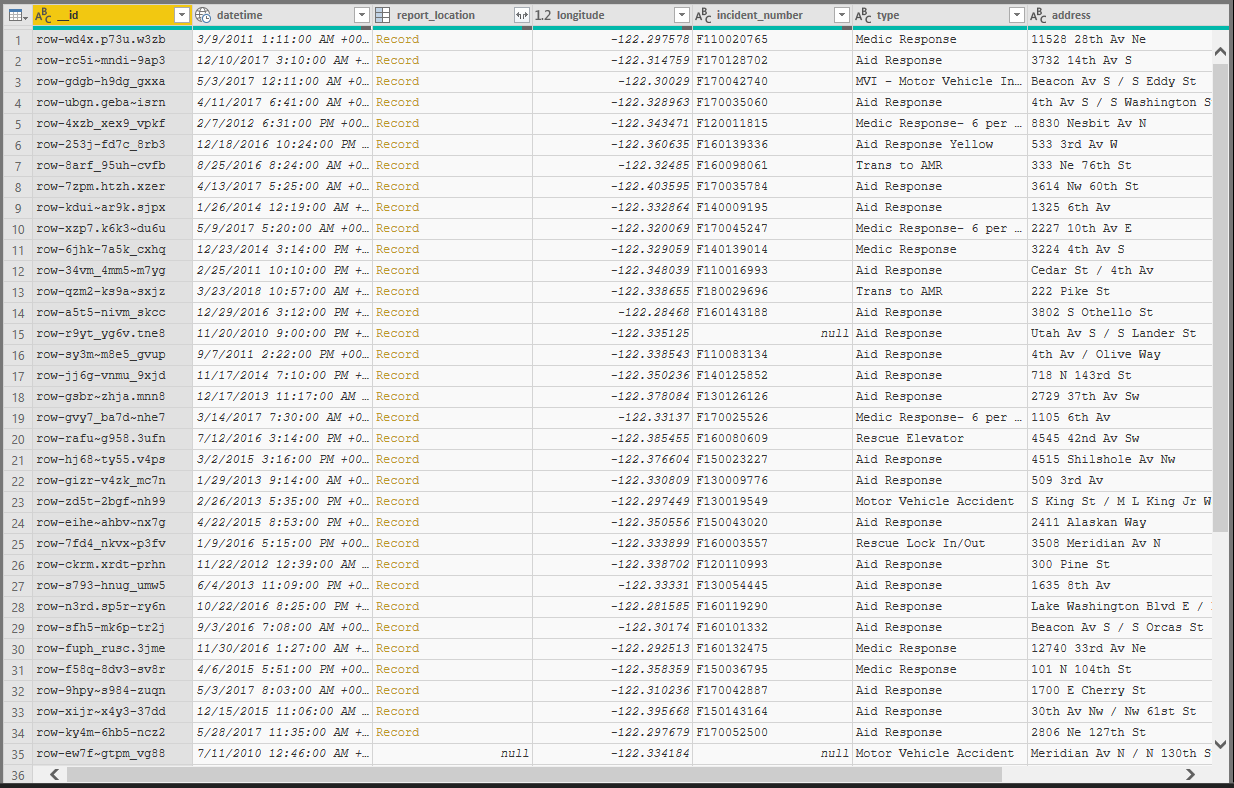 ABC __id datetime report_location 1.2 longitude ABC incident_number ABC type ABC address
1 row-wd4x.p73u.w3zb 3/9/2011 1:11:00 AM +00... Record -122.297578 F110020765 Medic Response 11528 28th Av Ne
2 row-rc5i~mndi-9ap3 12/10/2017 3:10:00 AM +... Record -122.314759 F170128702 Aid Response 3732 14th Av S
3 row-gdgb-h9dg_gxxa 5/3/2017 12:11:00 AM +0... Record -122.30029 F170042740 MVI - Motor Vehicle In... Beacon Av S / S Eddy St
4 row-ubgn.geba~isrn 4/11/2017 6:41:00 AM +0... Record -122.328963 F170035060 Aid Response 4th Av S / S Washington S
5 row-4xzb_xex9_vpkf 2/7/2012 6:31:00 PM +00... Record -122.343471 F120011815 Medic Response- 6 per ... 8830 Nesbit Av N
6 row-253j-fd7c_8rb3 12/18/2016 10:24:00 PM ... Record -122.360635 F160139336 Aid Response Yellow 533 3rd Av W
7 row-8arf_95uh-cvfb 8/25/2016 8:24:00 AM +0... Record -122.32485 F160098061 Trans to AMR 333 Ne 76th St
8 row-7zpm.htzh.xzer 4/13/2017 5:25:00 AM +0... Record -122.403595 F170035784 Aid Response 3614 Nw 60th St
9 row-kdui~ar9k.sjpx 1/26/2014 12:19:00 AM +... Record -122.332864 F140009195 Aid Response 1325 6th Av
10 row-xzp7.k6k3~du6u 5/9/2017 5:20:00 AM +00... Record -122.320069 F170045247 Medic Response- 6 per ... 2227 10th Av E
11 row-6jhk-7a5k_cxhq 12/23/2014 3:14:00 PM +... Record -122.329059 F140139014 Medic Response 3224 4th Av S
12 row-34vm_4mm5~m7yg 2/25/2011 10:10:00 PM +... Record -122.348039 F110016993 Aid Response Cedar St / 4th Av
13 row-qzm2-ks9a~sxjz 3/23/2018 10:57:00 AM +... Record -122.338655 F180029696 Trans to AMR 222 Pike St
14 row-a5t5-nivm_skcc 12/29/2016 3:12:00 PM +... Record -122.28468 F160143188 Aid Response 3802 S Othello St
15 row-r9yt_yg6v.tne8 11/20/2010 9:00:00 PM +... Record -122.335125 null Aid Response Utah Av S / S Lander St
16 row-sy3m~m8e5_gvup 9/7/2011 2:22:00 PM +00... Record -122.338543 F110083134 Aid Response 4th Av / Olive Way
17 row-jj6g-vnmu_9xjd 11/17/2014 7:10:00 PM +... Record -122.350236 F140125852 Aid Response 718 N 143rd St
18 row-gsbr~zhja.mnn8 12/17/2013 11:17:00 AM ... Record -122.378084 F130126126 Aid Response 2729 37th Av Sw
19 row-gvy7_ba7d~nhe7 3/14/2017 7:30:00 AM +0... Record -122.33137 F170025526 Medic Response- 6 per ... 1105 6th Av
20 row-rafu~g958.3ufn 7/12/2016 3:14:00 PM +0... Record -122.385455 F160080609 Rescue Elevator 4545 42nd Av Sw
21 row-hj68~ty55.v4ps 3/2/2015 3:16:00 PM +00... Record -122.376604 F150023227 Aid Response 4515 Shilshole Av Nw
22 row-gizr-v4zk_mc7n 1/29/2013 9:14:00 AM +0... Record -122.330809 F130009776 Aid Response 509 3rd Av
23 row-zd5t-2bgf~nh99 2/26/2013 5:35:00 PM +0... Record -122.297449 F130019549 Motor Vehicle Accident S King St / M L King Jr W
24 row-eihe~ahbv~nx7g 4/22/2015 8:53:00 PM +0... Record -122.350556 F150043020 Aid Response 2411 Alaskan Way
25 row-7fd4_nkvx~p3fv 1/9/2016 5:15:00 PM +00... Record -122.333899 F160003557 Rescue Lock In/Out 3508 Meridian Av N
26 row-ckrm.xrdt-prhn 11/22/2012 12:39:00 AM ... Record -122.338702 F120110993 Aid Response 300 Pine St
27 row-s793-hnug_umw5 6/4/2013 11:09:00 PM +0... Record -122.33331 F130054445 Aid Response 1635 8th Av
28 row-n3rd.sp5r-ry6n 10/22/2016 8:25:00 PM +... Record -122.281585 F160119290 Aid Response Lake Washington Blvd E /
29 row-sfh5-mk6p-tr2j 9/3/2016 7:08:00 AM +00... Record -122.30174 F160101332 Aid Response Beacon Av S / S Orcas St
30 row-fuph_rusc.3jme 11/30/2016 1:27:00 AM +... Record -122.292513 F160132475 Medic Response 12740 33rd Av Ne
31 row-f58q-8dv3-sv8r 4/6/2015 5:51:00 PM +00... Record -122.358359 F150036795 Medic Response 101 N 104th St
32 row-9hpy~s984-zuqn 5/3/2017 8:03:00 AM +00... Record -122.310236 F170042887 Aid Response 1700 E Cherry St
33 row-xijr~x4y3-37dd 12/15/2015 11:06:00 AM ... Record -122.395668 F150143164 Aid Response 30th Av Nw / Nw 61st St
34 row-ky4m-6hb5-ncz2 5/28/2017 11:35:00 AM +... Record -122.297679 F170052500 Aid Response 2806 Ne 127th St
35 row-ew7f~gtpm_vg88 7/11/2010 12:46:00 AM +... null -122.334184 null Motor Vehicle Accident Meridian Av N / N 130th S
36